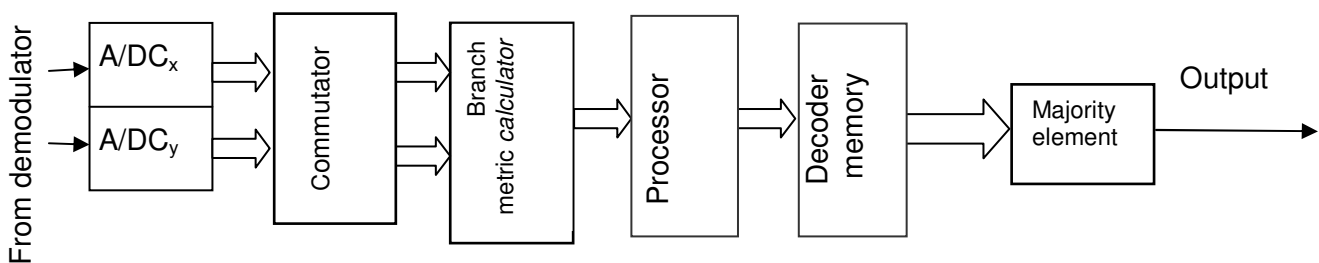 From demodulator
A/DCx
A/DCy
Commutator
Branch
metric calculator
Processor
Decoder
memory
Majority
element
Output